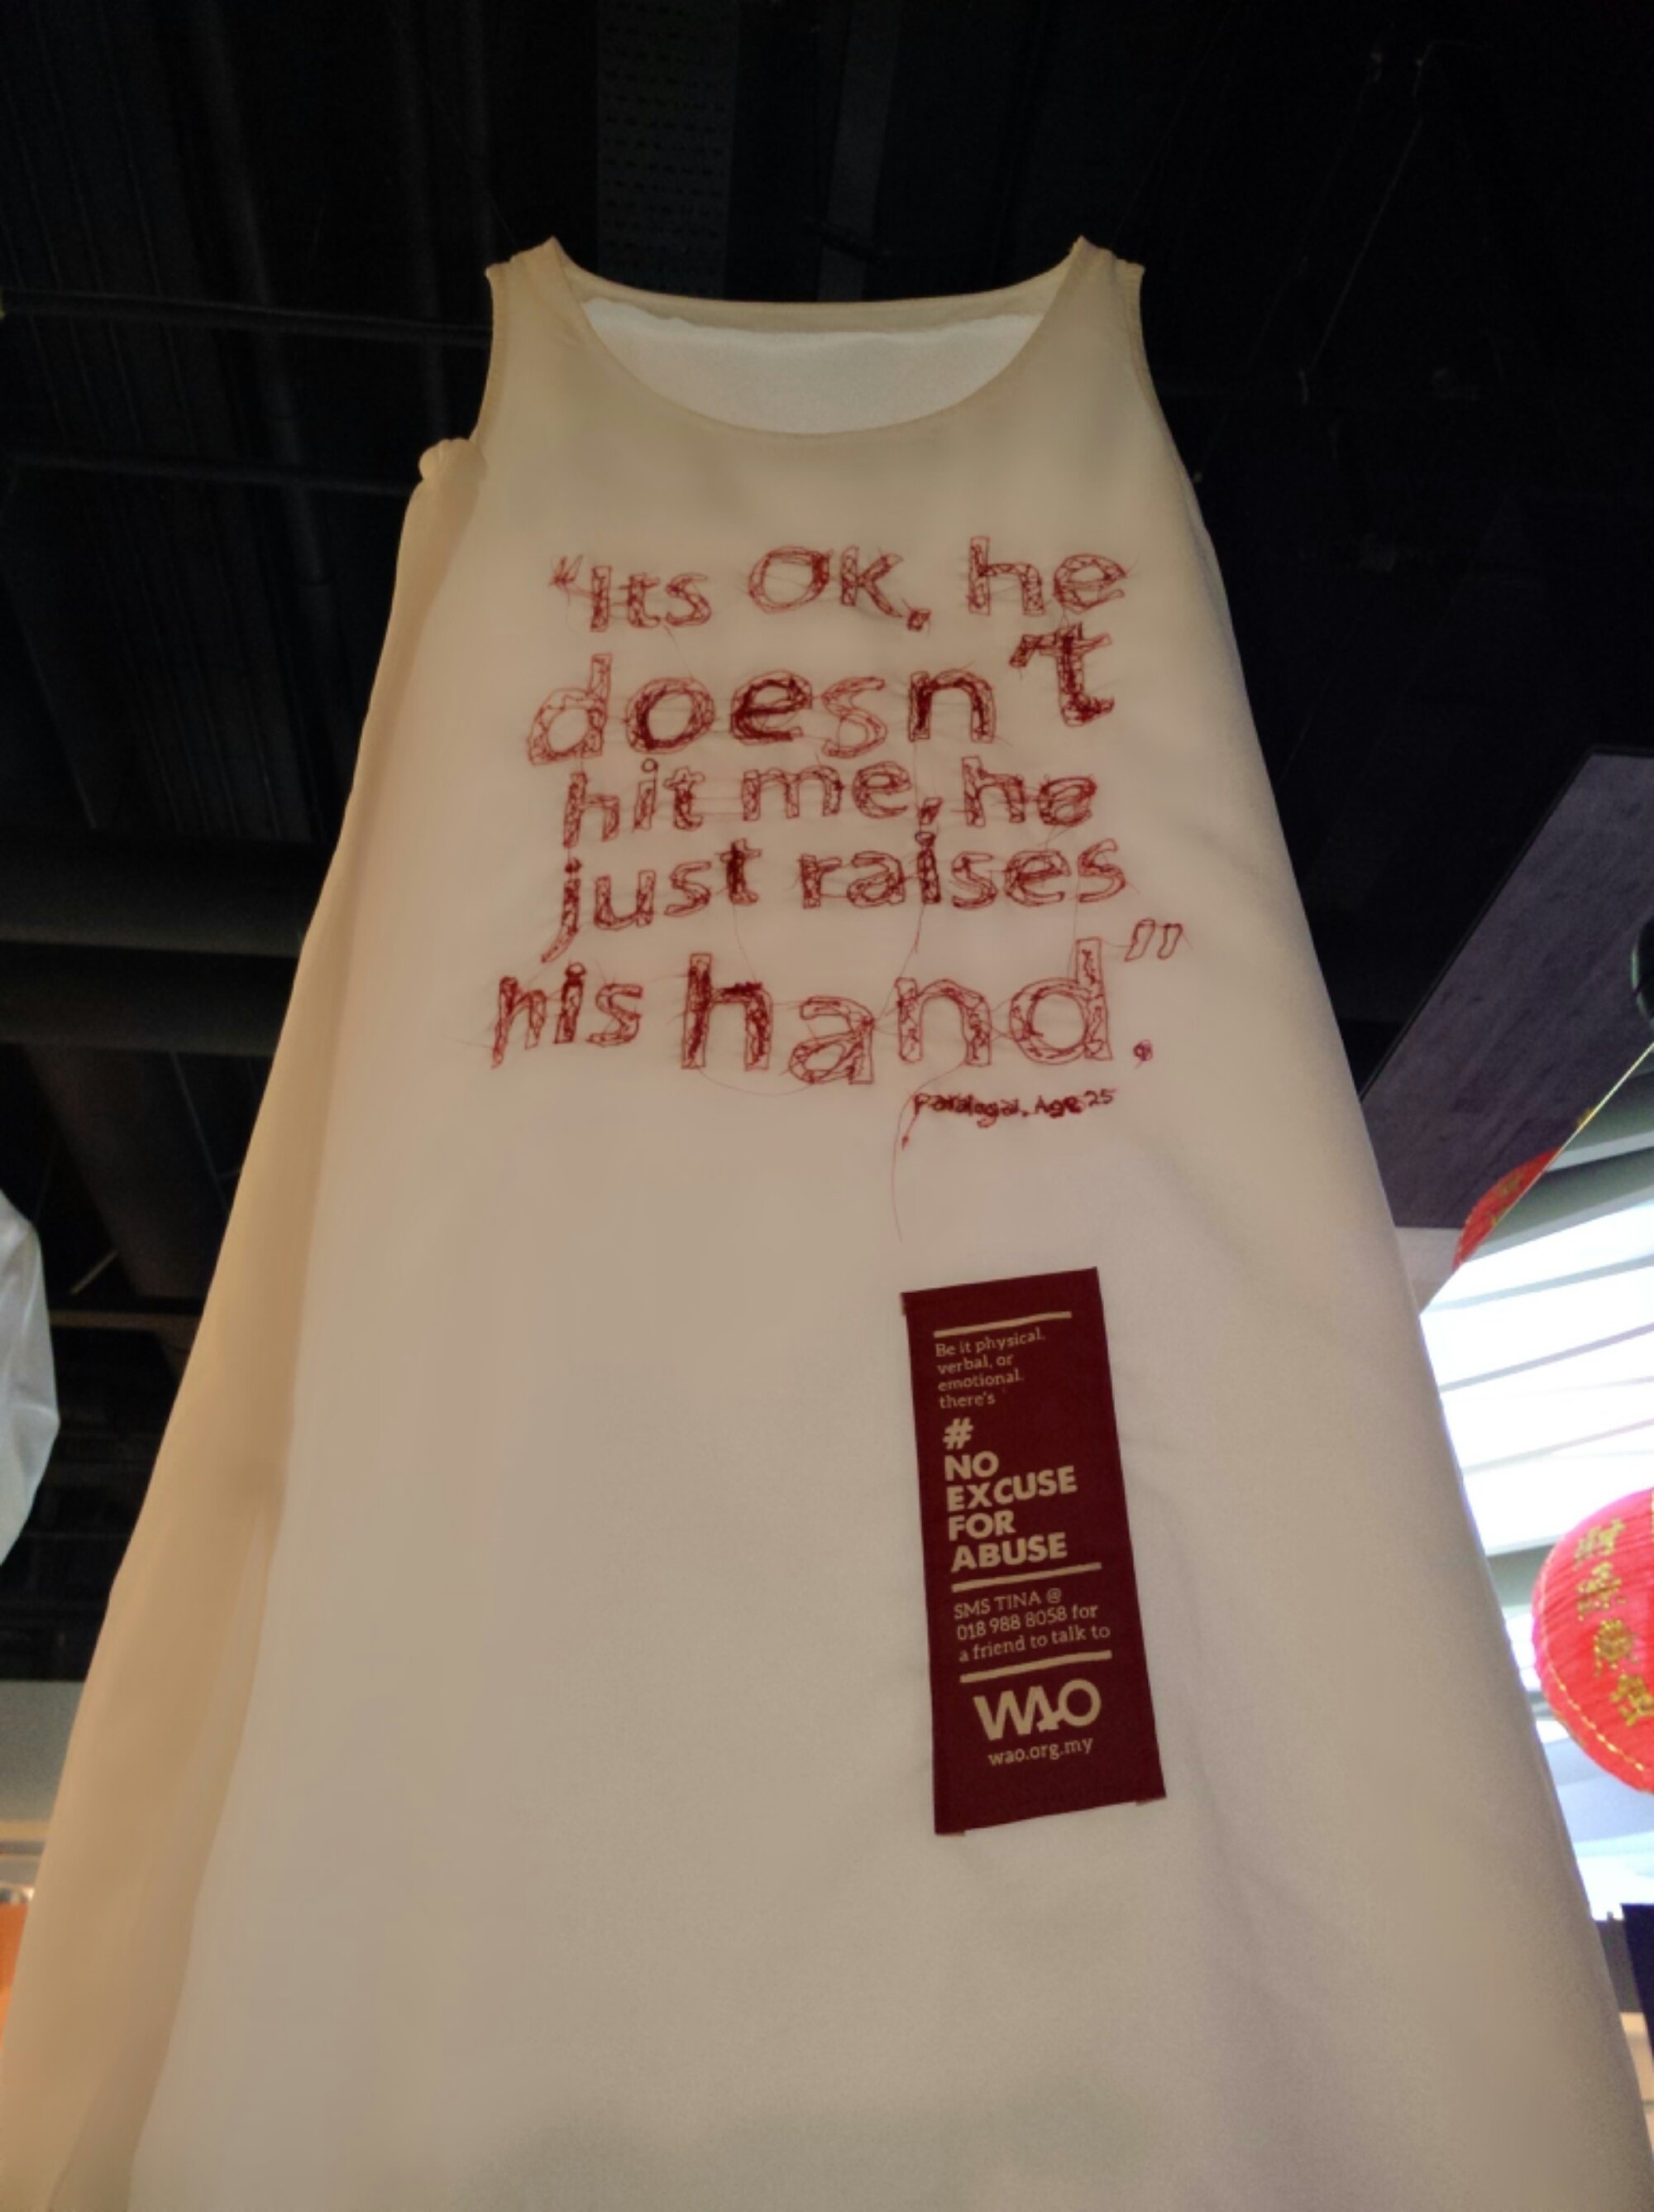 “Its OK, he
doesn't
hit me, he
just raises
his hand.”
Paralegal, Age 25
Be it physical,
verbal, or
emotional,
there's
#
NO
EXCUSE
FOR
ABUSE
SMS TINA @
018 988 8058 for
a friend to talk to
WAO
wao.org.my